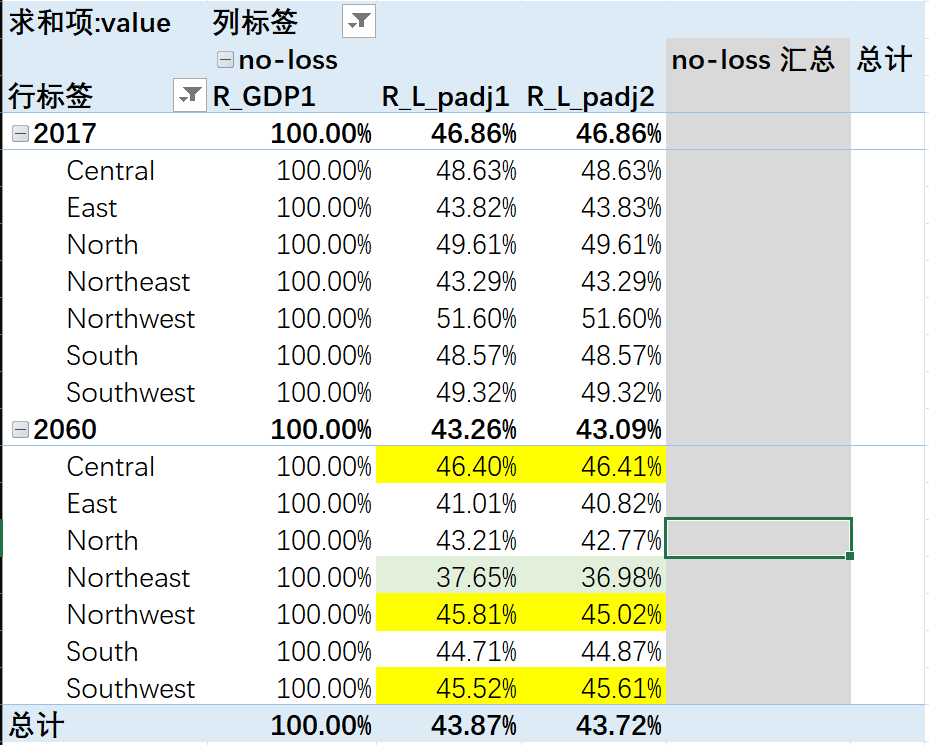 求和项:value 列标签
no-loss no-loss 汇总 总计
行标签 R_GDP1 R_L_padj1 R_L_padj2
2017 100.00% 46.86% 46.86%
Central 100.00% 48.63% 48.63%
East 100.00% 43.82% 43.83%
North 100.00% 49.61% 49.61%
Northeast 100.00% 43.29% 43.29%
Northwest 100.00% 51.60% 51.60%
South 100.00% 48.57% 48.57%
Southwest 100.00% 49.32% 49.32%
2060 100.00% 43.26% 43.09%
Central 100.00% 46.40% 46.41%
East 100.00% 41.01% 40.82%
North 100.00% 43.21% 42.77%
Northeast 100.00% 37.65% 36.98%
Northwest 100.00% 45.81% 45.02%
South 100.00% 44.71% 44.87%
Southwest 100.00% 45.52% 45.61%
总计 100.00% 43.87% 43.72%